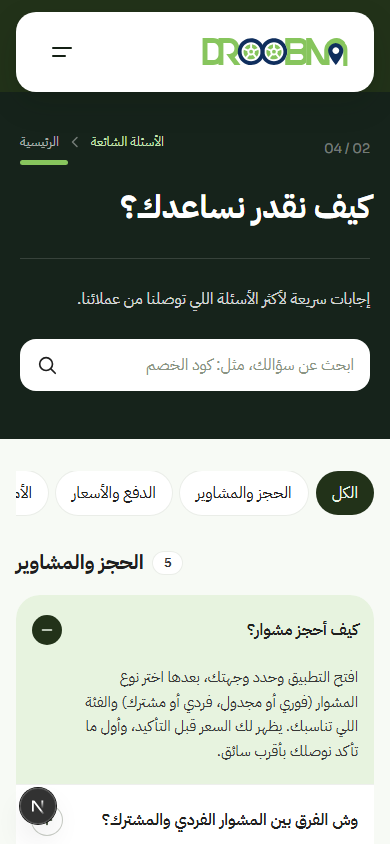 DROOBNA
الرئيسية > الأسئلة الشائعة
04 / 02
كيف نقدر نساعدك؟
إجابات سريعة لأكثر الأسئلة اللي توصلنا من عملائنا.
ابحث عن سؤالك، مثل: كود الخصم
الكل
الحجز والمشاوير
الدفع والأسعار
الحجز والمشاوير
5
كيف أحجز مشوار؟
افتح التطبيق وحدد وجهتك، بعدها اختر نوع
المشوار (فوري أو مجدول، فردي أو مشترك) والفئة
اللي تناسبك. يظهر لك السعر قبل التأكيد، وأول ما
تأكد نوصلك بأقرب سائق.
وش الفرق بين المشوار الفردي والمشترك؟
N